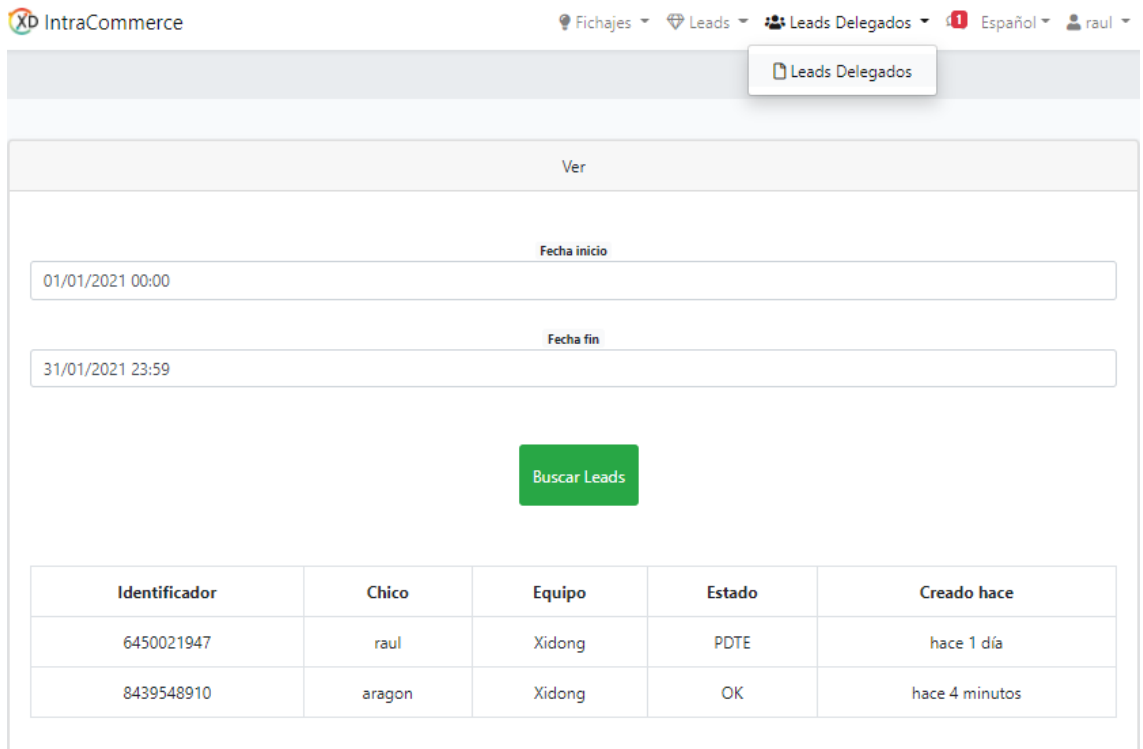 XD IntraCommerce Fichajes Leads Leads Delegados 1 Español raul
Leads Delegados
Ver
Fecha inicio
01/01/2021 00:00
Fecha fin
31/01/2021 23:59
Buscar Leads
Identificador Chico Equipo Estado Creado hace
6450021947 raul Xidong PDTE hace 1 día
8439548910 aragon Xidong OK hace 4 minutos